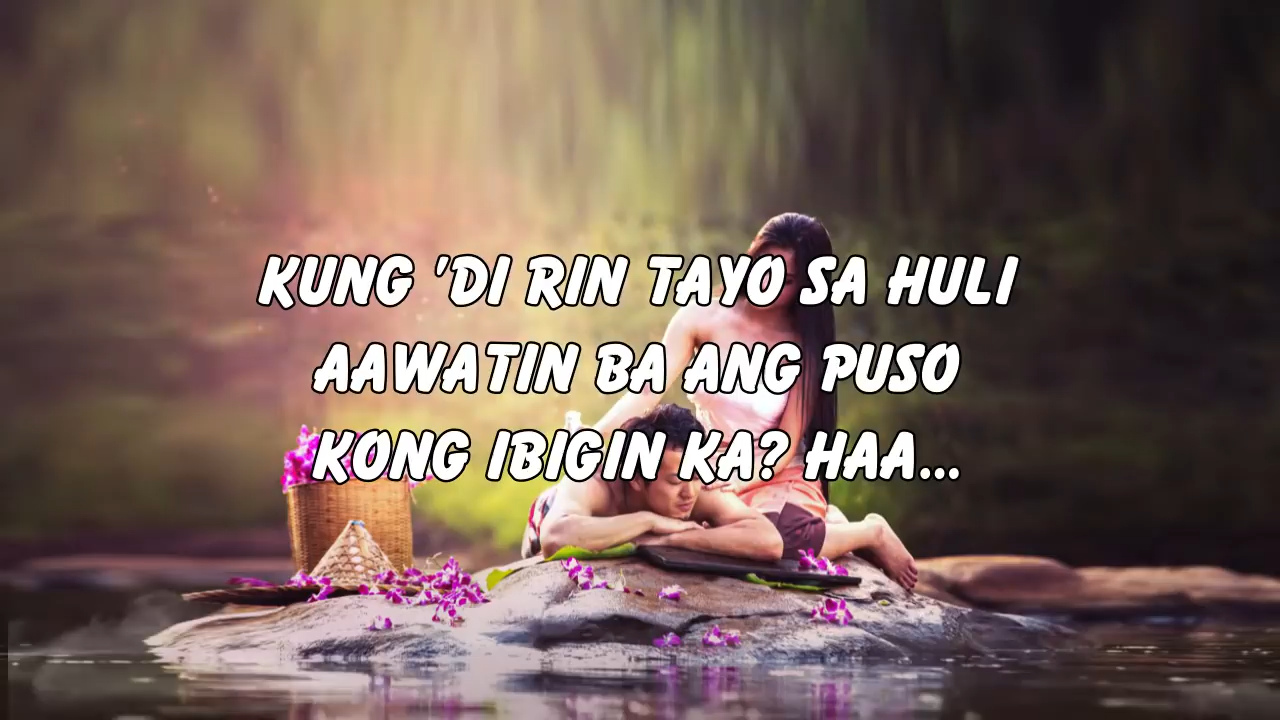 KUNG 'DI RIN TAYO SA HULI
AAWATIN BA ANG PUSO
KONG IBIGIN KA? HAA...